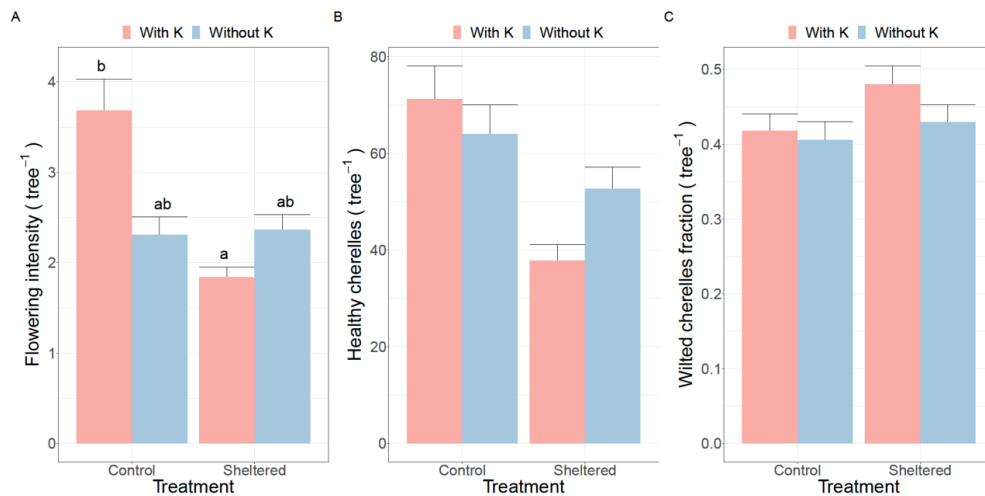 A
With K Without K
Flowering intensity ( tree⁻¹ )
4
3
2
1
0
b
ab
a
ab
Control Sheltered
Treatment
B
With K Without K
Healthy cherelles ( tree⁻¹ )
80
60
40
20
0
Control Sheltered
Treatment
C
With K Without K
Wilted cherelles fraction ( tree⁻¹ )
0.5
0.4
0.3
0.2
0.1
0.0
Control Sheltered
Treatment